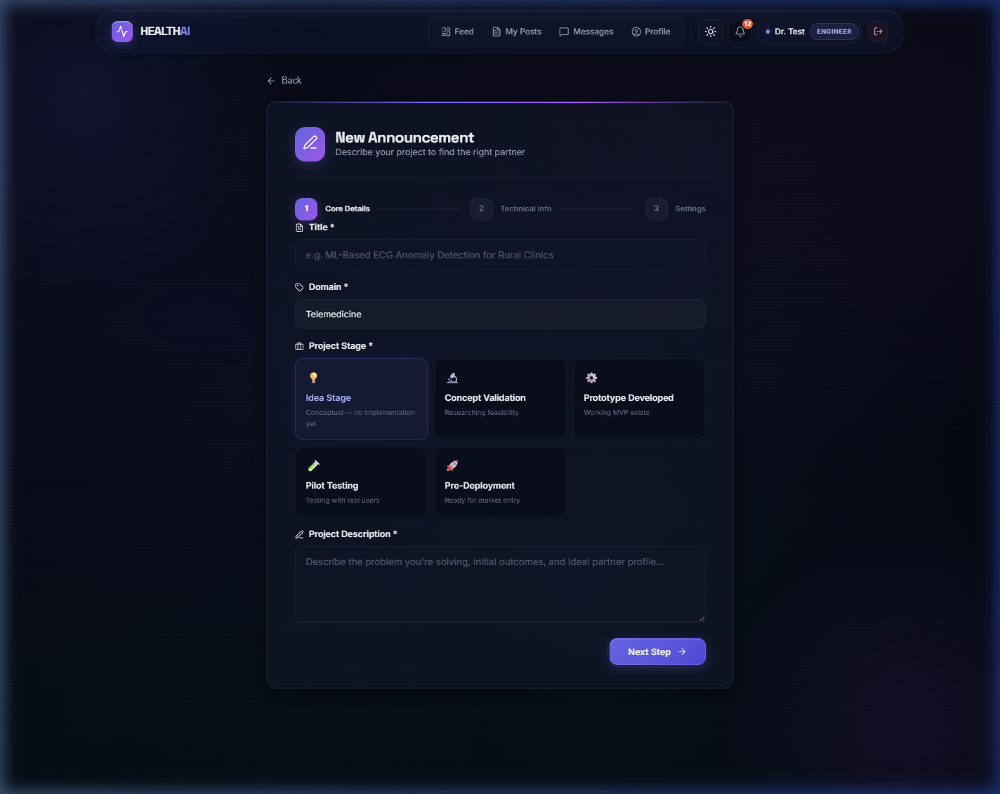 HEALTHAI
Feed
My Posts
Messages
Profile
12
Dr. Test
ENGINEER
Back
New Announcement
Describe your project to find the right partner
1
Core Details
2
Technical Info
3
Settings
Title *
e.g. ML-Based ECG Anomaly Detection for Rural Clinics
Domain *
Telemedicine
Project Stage *
Idea Stage
Conceptual — no implementation
yet
Concept Validation
Researching feasibility
Prototype Developed
Working MVP exists
Pilot Testing
Testing with real users
Pre-Deployment
Ready for market entry
Project Description *
Describe the problem you're solving, initial outcomes, and ideal partner profile...
Next Step